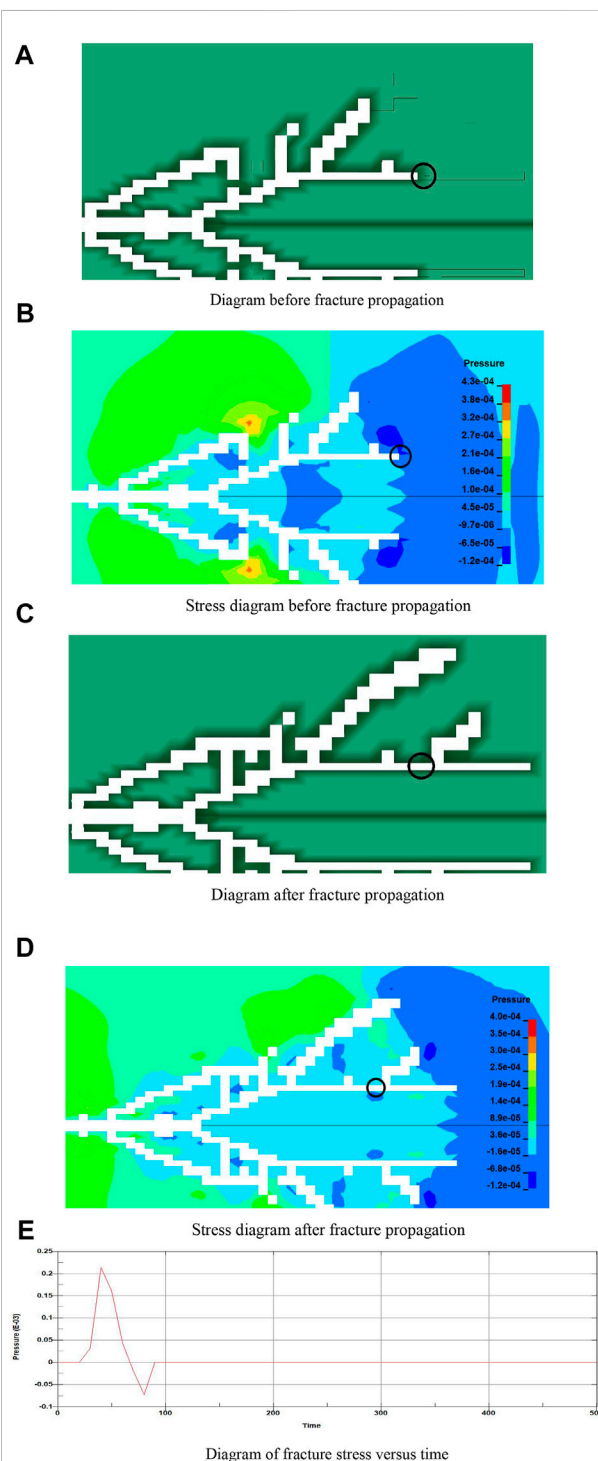 A
Diagram before fracture propagation
B
Pressure
4.3e-04
3.8e-04
3.2e-04
2.7e-04
2.1e-04
1.6e-04
1.0e-04
4.5e-05
-9.7e-06
-6.5e-05
-1.2e-04
Stress diagram before fracture propagation
C
Diagram after fracture propagation
D
Pressure
4.0e-04
3.5e-04
3.0e-04
2.5e-04
1.9e-04
1.4e-04
8.9e-05
3.6e-05
-1.6e-05
-6.8e-05
-1.2e-04
Stress diagram after fracture propagation
E
0.25
0.2
0.15
0.1
0.05
0
-0.05
-0.1
Pressure (E-03)
0 100 200 300 400 500
Time
Diagram of fracture stress versus time